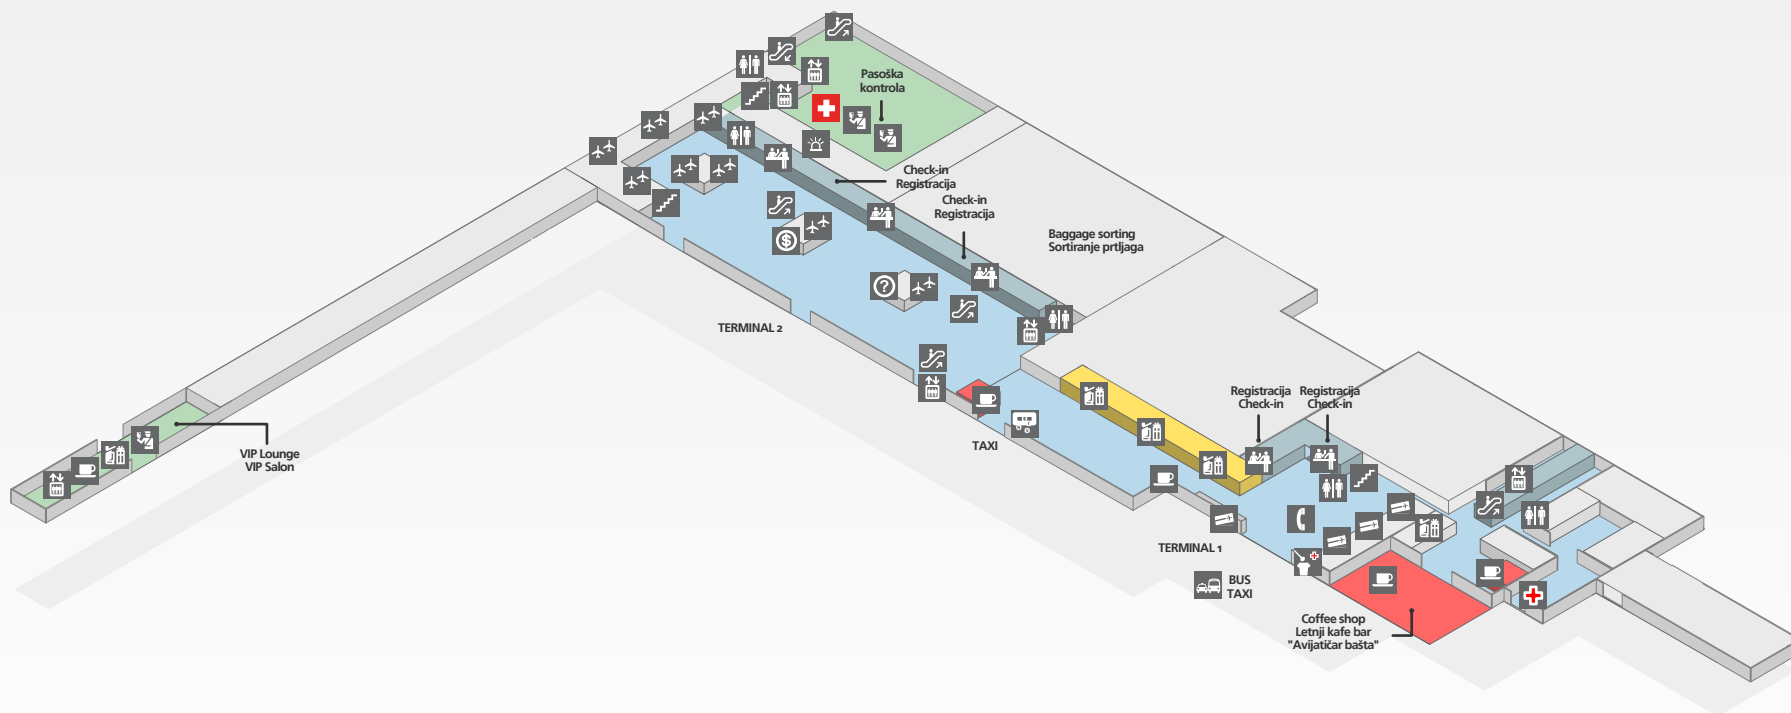 Pasoška
kontrola
Check-in
Registracija
Check-in
Registracija
Baggage sorting
Sortiranje prtljaga
TERMINAL 2
Registracija
Check-in
Registracija
Check-in
TAXI
VIP Lounge
VIP Salon
TERMINAL 1
BUS
TAXI
Coffee shop
Letnji kafe bar
"Avijatičar bašta"